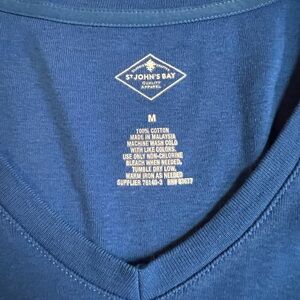 ST JOHN'S BAY
QUALITY
APPAREL
M
100% COTTON
MADE IN MALAYSIA
MACHINE WASH COLD
WITH LIKE COLORS.
USE ONLY NON-CHLORINE
BLEACH WHEN NEEDED.
TUMBLE DRY LOW.
WARM IRON AS NEEDED